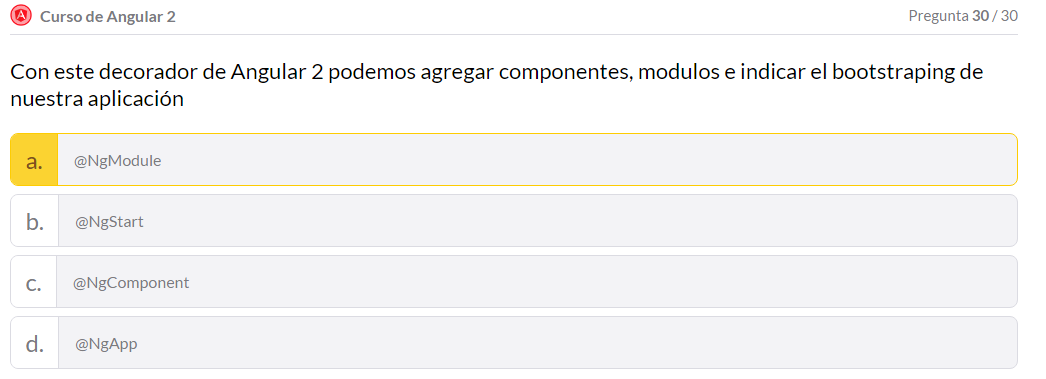 Curso de Angular 2
Pregunta 30 / 30
Con este decorador de Angular 2 podemos agregar componentes, modulos e indicar el bootstraping de
nuestra aplicación
a. @NgModule
b. @NgStart
c. @NgComponent
d. @NgApp